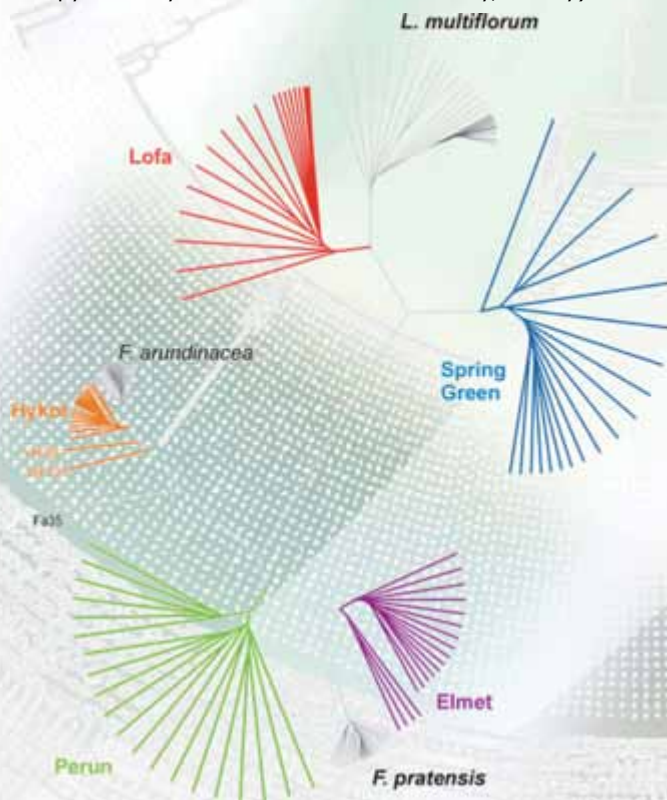 L. multiflorum
Lofa
F. arundinacea
Spring
Green
Hykor
Fa35
Elmet
Perun
F. pratensis